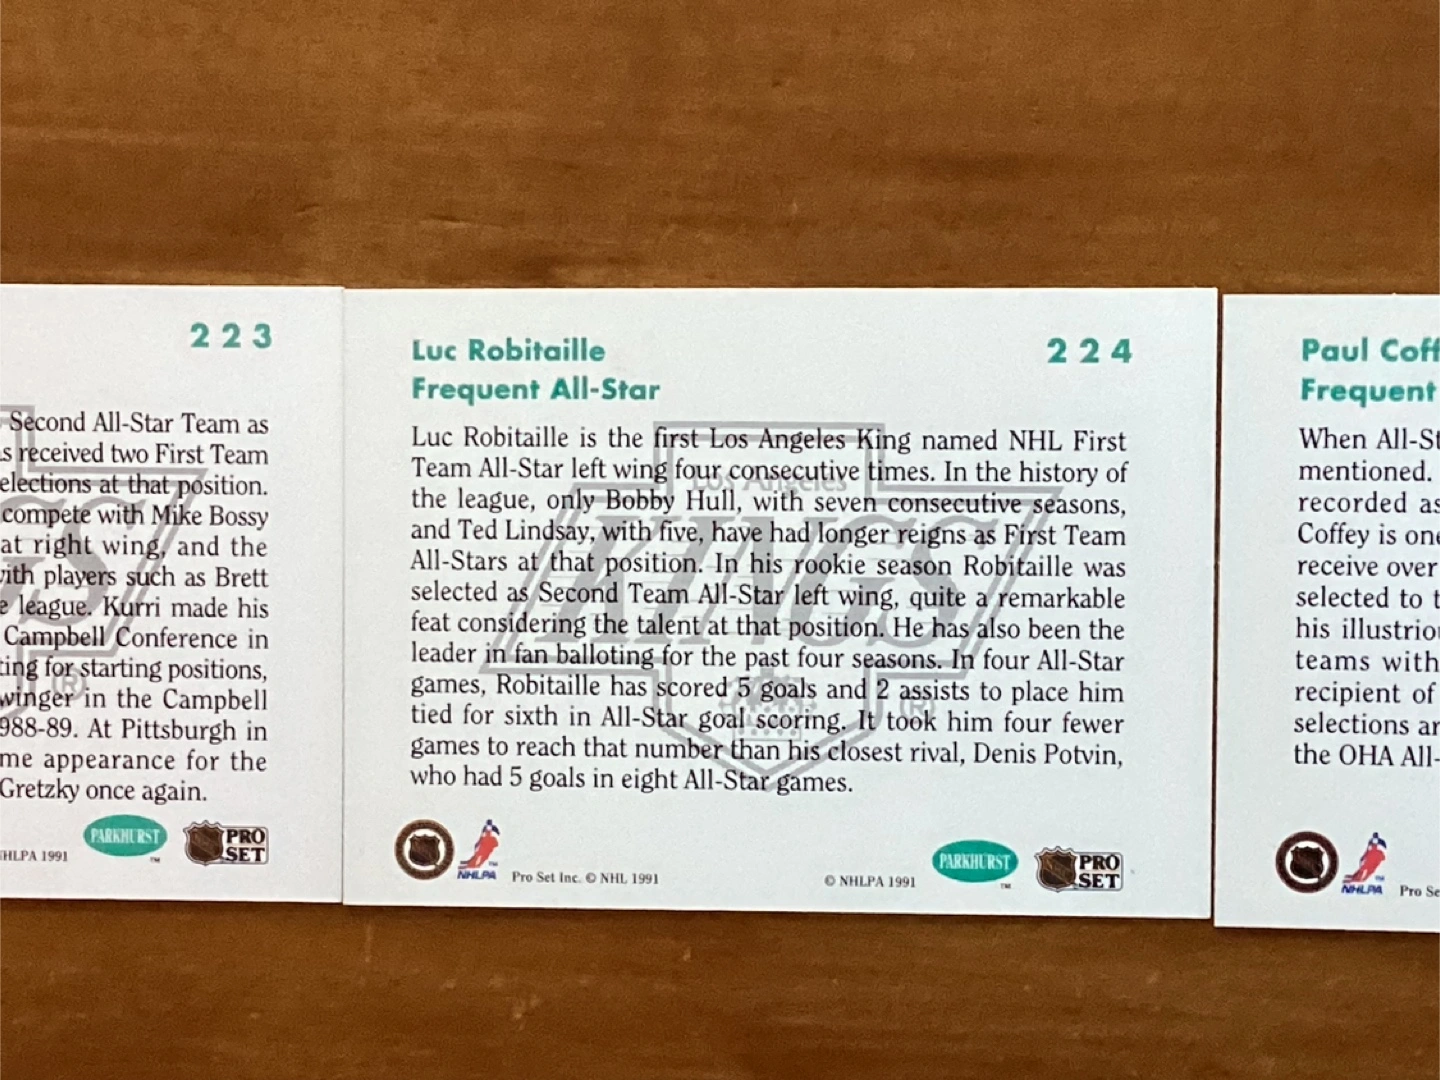 223
Second All-Star Team as
received two First Team
at that position.
compete with Mike Bossy
at right wing, and the
players such as Brett
league. Kurri made his
Campbell Conference in
for starting positions,
winger in the Campbell
988-89. At Pittsburgh in
appearance for the
Gretzky once again.
NHLPA 1991
PARKHURST
TM
PRO
SET
Luc Robitaille
224
Frequent All-Star
Los Angeles
KINGS
®
Luc Robitaille is the first Los Angeles King named NHL First
Team All-Star left wing four consecutive times. In the history of
the league, only Bobby Hull, with seven consecutive seasons,
and Ted Lindsay, with five, have had longer reigns as First Team
All-Stars at that position. In his rookie season Robitaille was
selected as Second Team All-Star left wing, quite a remarkable
feat considering the talent at that position. He has also been the
leader in fan balloting for the past four seasons. In four All-Star
games, Robitaille has scored 5 goals and 2 assists to place him
tied for sixth in All-Star goal scoring. It took him four fewer
games to reach that number than his closest rival, Denis Potvin,
who had 5 goals in eight All-Star games.
NHLPA
Pro Set Inc. © NHL 1991
© NHLPA 1991
PARKHURST
TM
PRO
SET
Paul Coff
Frequent
When All-St
mentioned.
recorded as
Coffey is one
receive over
selected to t
his illustrio
teams with
recipient of
selections ar
the OHA All-
NHLPA
Pro Se